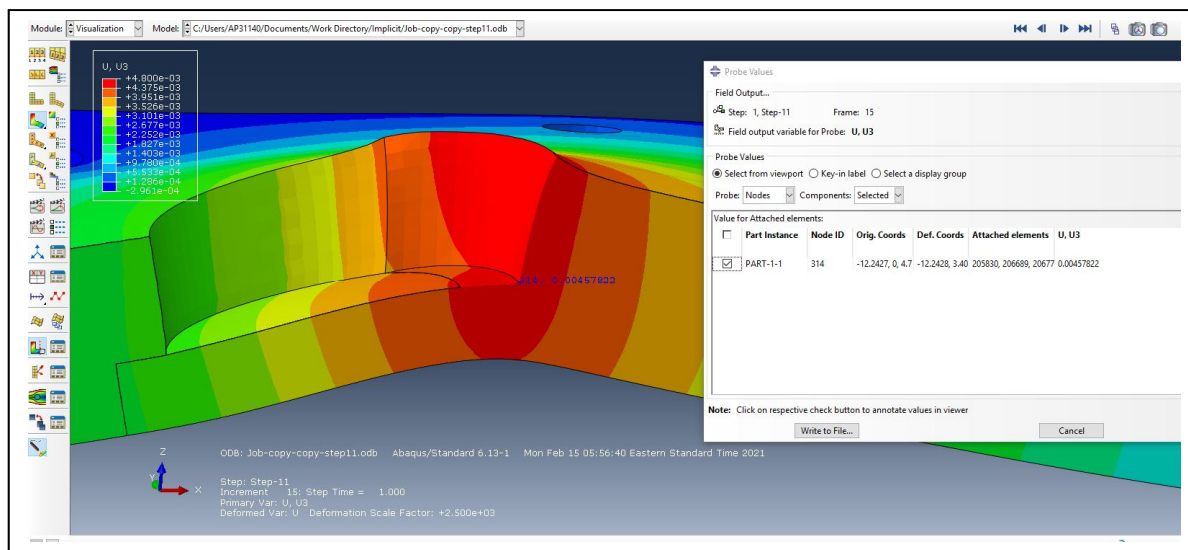 Module: Visualization Model: C:/Users/AP31140/Documents/Work Directory/Implicit/Job-copy-copy-step11.odb
U, U3
+4.800e-03
+4.375e-03
+3.951e-03
+3.526e-03
+3.101e-03
+2.677e-03
+2.252e-03
+1.827e-03
+1.403e-03
+9.780e-04
+5.533e-04
+1.286e-04
-2.961e-04
314, 0.00457822
Probe Values
Field Output...
Step: 1, Step-11 Frame: 15
Field output variable for Probe: U, U3
Probe Values
Select from viewport Key-in label Select a display group
Probe: Nodes Components: Selected
Value for Attached elements:
Part Instance Node ID Orig. Coords Def. Coords Attached elements U, U3
PART-1-1 314 -12.2427, 0, 4.7 -12.2428, 3.40 205830, 206689, 20677 0.00457822
Note: Click on respective check button to annotate values in viewer
Write to File... Cancel
Z
Y
X
ODB: Job-copy-copy-step11.odb Abaqus/Standard 6.13-1 Mon Feb 15 05:56:40 Eastern Standard Time 2021
Step: Step-11
Increment 15: Step Time = 1.000
Primary Var: U, U3
Deformed Var: U Deformation Scale Factor: +2.500e+03